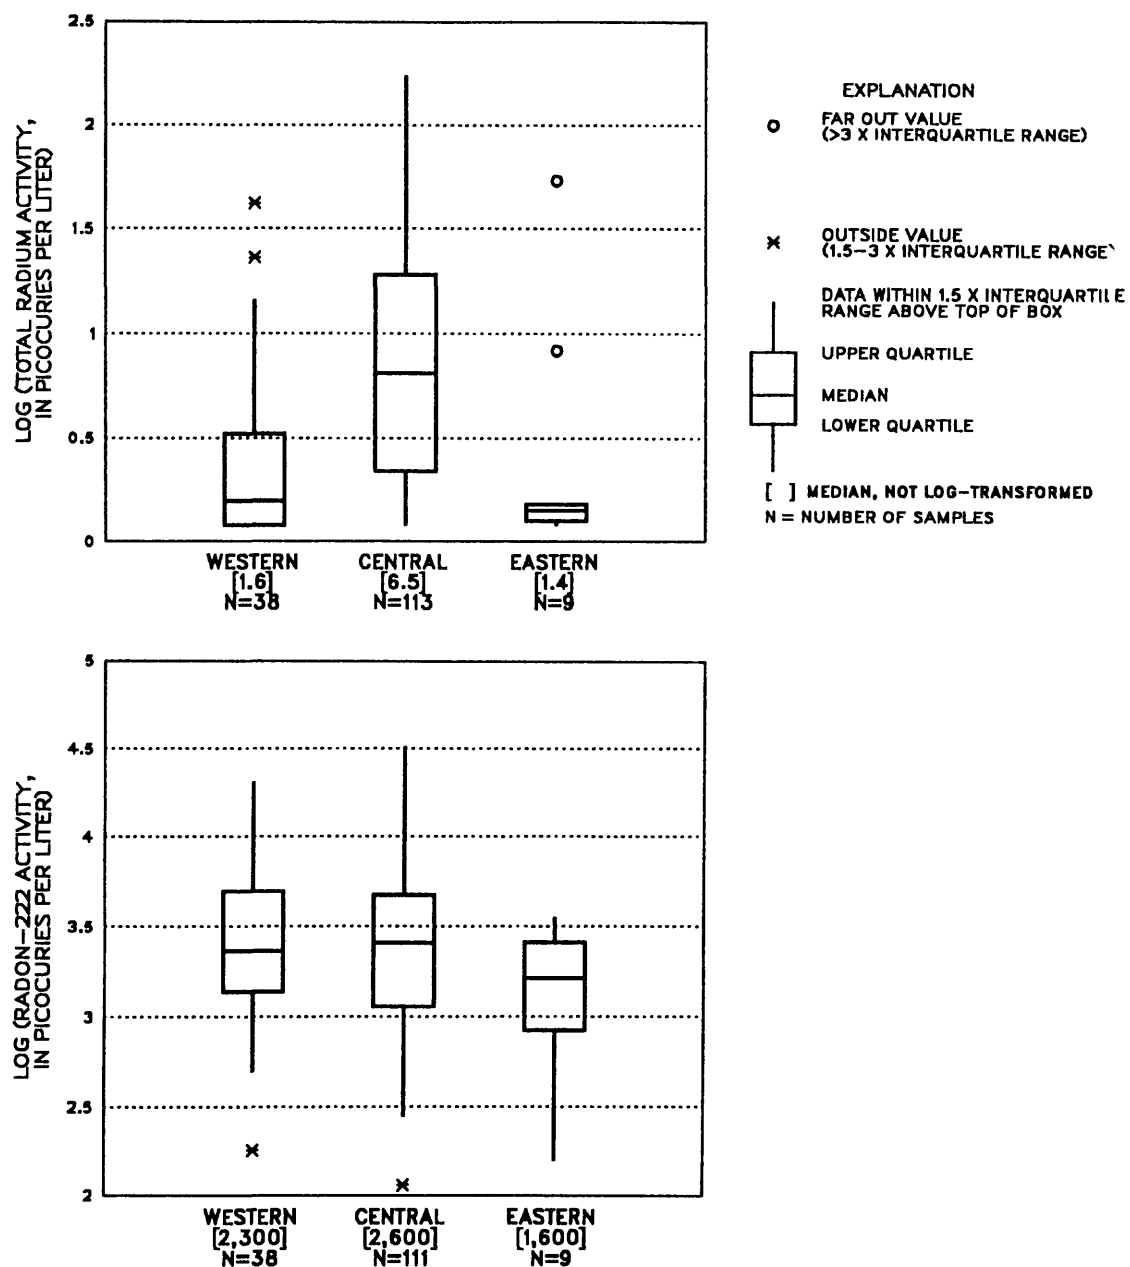 2.5
2
1.5
1
0.5
0
LOG (TOTAL RADIUM ACTIVITY,
IN PICOCURIES PER LITER)
WESTERN
[1.6]
N=38
CENTRAL
[6.5]
N=113
EASTERN
[1.4]
N=9
EXPLANATION
FAR OUT VALUE
(>3 X INTERQUARTILE RANGE)
OUTSIDE VALUE
(1.5-3 X INTERQUARTILE RANGE`
DATA WITHIN 1.5 X INTERQUARTILE
RANGE ABOVE TOP OF BOX
UPPER QUARTILE
MEDIAN
LOWER QUARTILE
[ ] MEDIAN, NOT LOG-TRANSFORMED
N = NUMBER OF SAMPLES
5
4.5
4
3.5
3
2.5
2
LOG (RADON-222 ACTIVITY,
IN PICOCURIES PER LITER)
WESTERN
[2,300]
N=38
CENTRAL
[2,600]
N=111
EASTERN
[1,600]
N=9